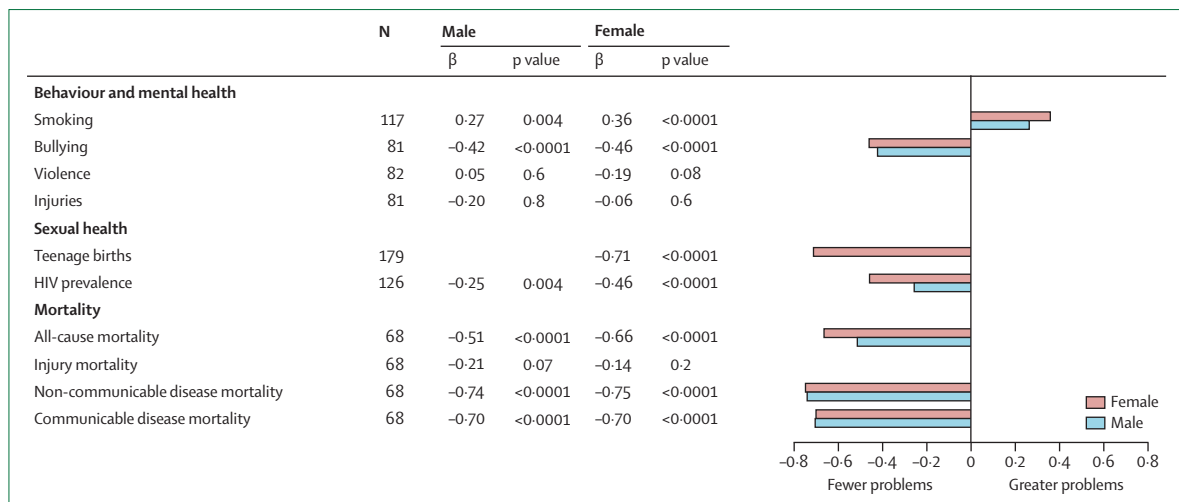 N Male Female
β p value β p value
Behaviour and mental health
Smoking 117 0·27 0·004 0·36 <0·0001
Bullying 81 –0·42 <0·0001 –0·46 <0·0001
Violence 82 0·05 0·6 –0·19 0·08
Injuries 81 –0·20 0·8 –0·06 0·6
Sexual health
Teenage births 179 –0·71 <0·0001
HIV prevalence 126 –0·25 0·004 –0·46 <0·0001
Mortality
All-cause mortality 68 –0·51 <0·0001 –0·66 <0·0001
Injury mortality 68 –0·21 0·07 –0·14 0·2
Non-communicable disease mortality 68 –0·74 <0·0001 –0·75 <0·0001
Communicable disease mortality 68 –0·70 <0·0001 –0·70 <0·0001
Female
Male
–0·8 –0·6 –0·4 –0·2 0 0·2 0·4 0·6 0·8
Fewer problems Greater problems